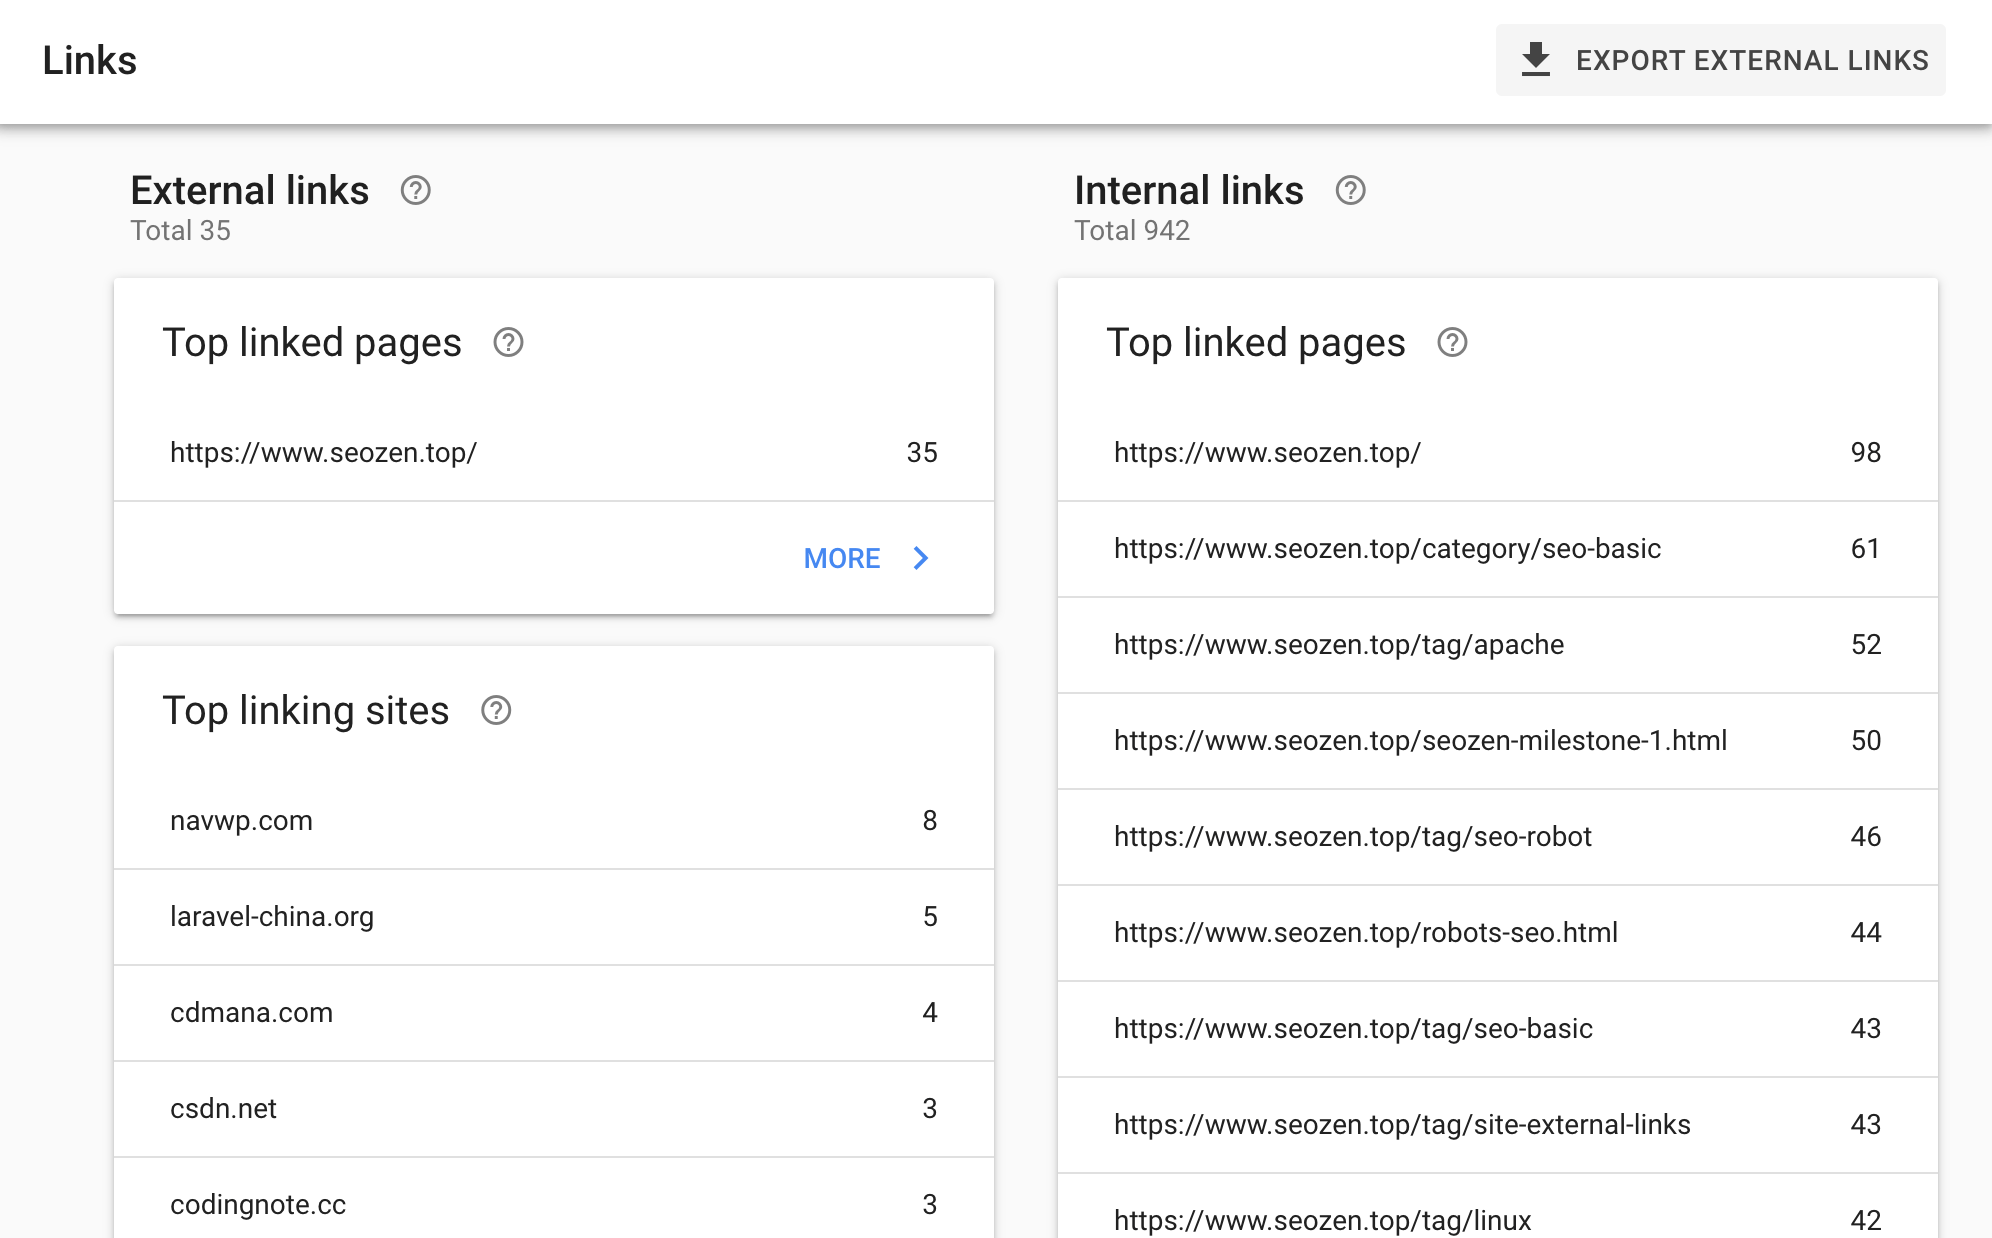 Links
EXPORT EXTERNAL LINKS
External links
Total 35
Top linked pages
https://www.seozen.top/ 35
MORE
Top linking sites
navwp.com 8
laravel-china.org 5
cdmana.com 4
csdn.net 3
codingnote.cc 3
Internal links
Total 942
Top linked pages
https://www.seozen.top/ 98
https://www.seozen.top/category/seo-basic 61
https://www.seozen.top/tag/apache 52
https://www.seozen.top/seozen-milestone-1.html 50
https://www.seozen.top/tag/seo-robot 46
https://www.seozen.top/robots-seo.html 44
https://www.seozen.top/tag/seo-basic 43
https://www.seozen.top/tag/site-external-links 43
https://www.seozen.top/tag/linux 42